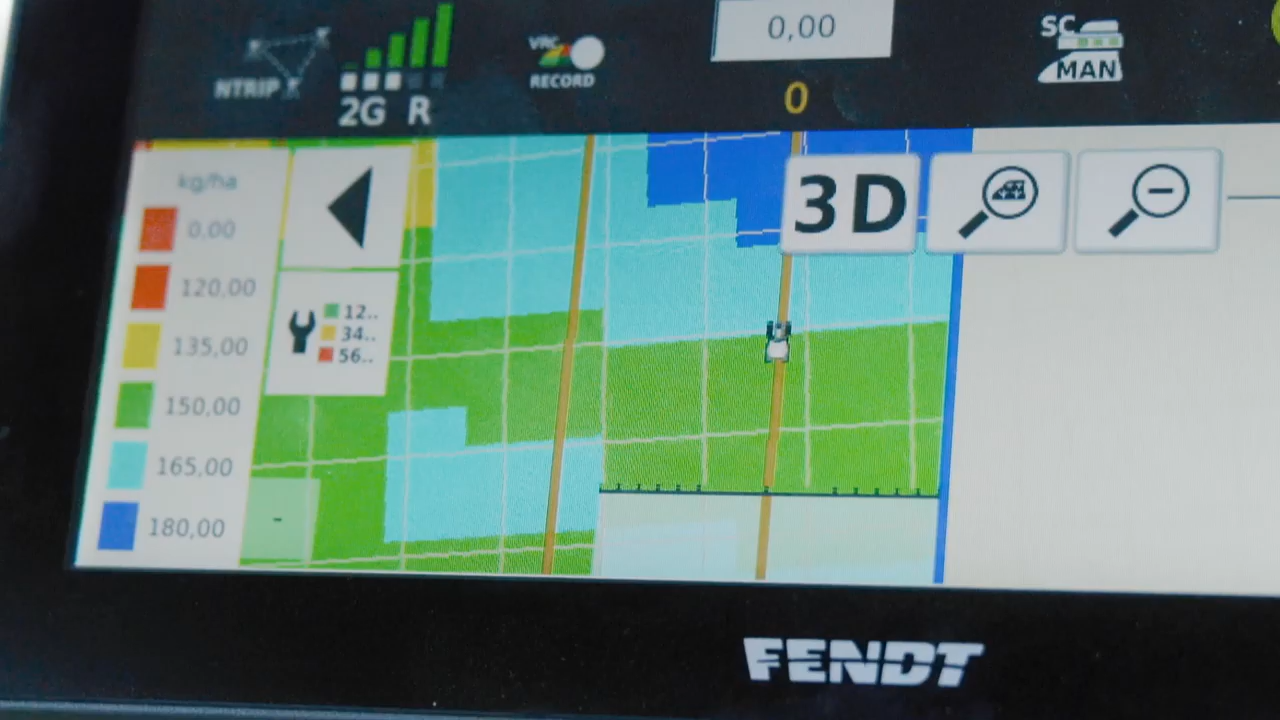 NTRIP
2G R
VRC
RECORD
0,00
0
SC
MAN
kg/ha
0,00
120,00
135,00
150,00
165,00
180,00
12..
34..
56..
-
3D
FENDT